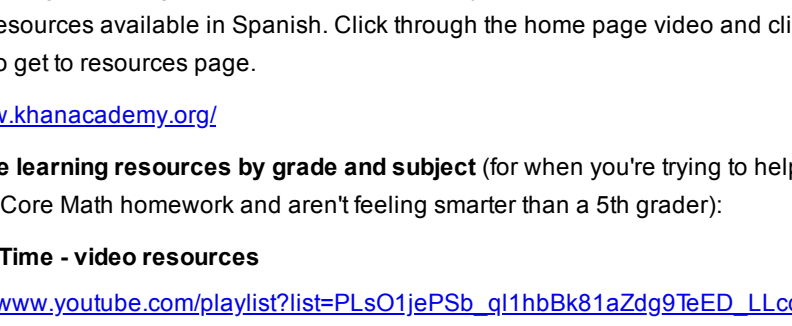 esources available in Spanish. Click through the home page video and cli
o get to resources page.
w.khanacademy.org/
e learning resources by grade and subject (for when you're trying to help
Core Math homework and aren't feeling smarter than a 5th grader):
Time - video resources
www.youtube.com/playlist?list=PLsO1jePSb_ql1hbBk81aZdg9TeED_LLco